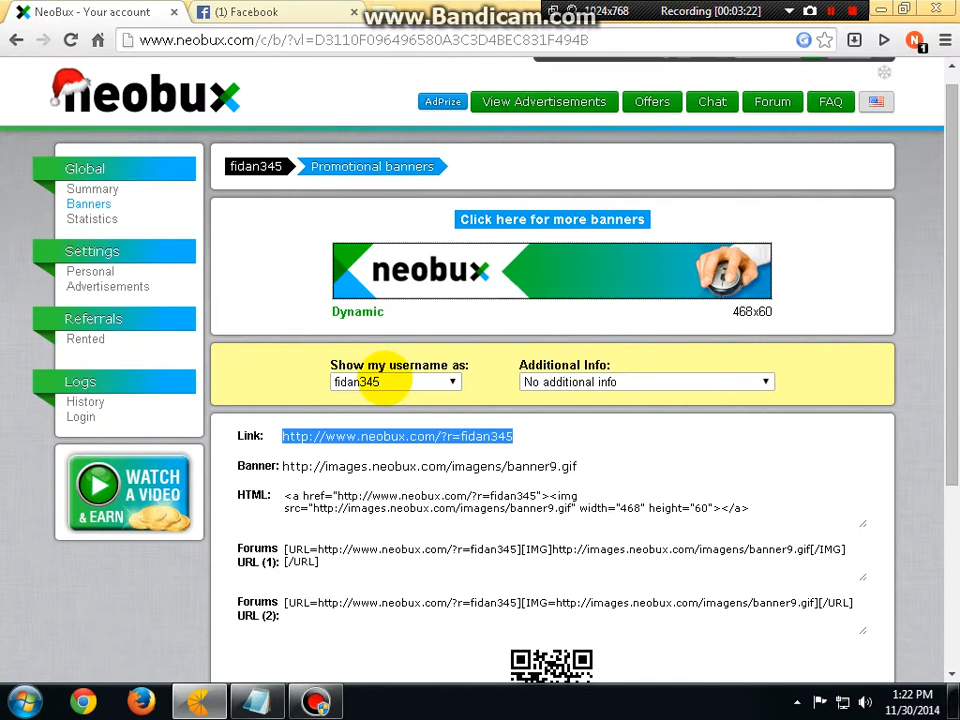 NeoBux - Your account
(1) Facebook
www.Bandicam.com
1024x768
Recording [00:03:22]
www.neobux.com/c/b/?vl=D3110F096496580A3C3D4BEC831F494B
1
neobux
AdPrize
View Advertisements
Offers
Chat
Forum
FAQ
Global
Summary
Banners
Statistics
Settings
Personal
Advertisements
Referrals
Rented
Logs
History
Login
WATCH
A VIDEO
& EARN
fidan345
Promotional banners
Click here for more banners
neobux
Dynamic
468x60
Show my username as:
fidan345
Additional Info:
No additional info
Link: http://www.neobux.com/?r=fidan345
Banner: http://images.neobux.com/imagens/banner9.gif
HTML: <a href="http://www.neobux.com/?r=fidan345"><img
src="http://images.neobux.com/imagens/banner9.gif" width="468" height="60"></a>
Forums [URL=http://www.neobux.com/?r=fidan345][IMG]http://images.neobux.com/imagens/banner9.gif[/IMG]
URL (1): [/URL]
Forums [URL=http://www.neobux.com/?r=fidan345][IMG=http://images.neobux.com/imagens/banner9.gif][/URL]
URL (2):
1:22 PM
11/30/2014